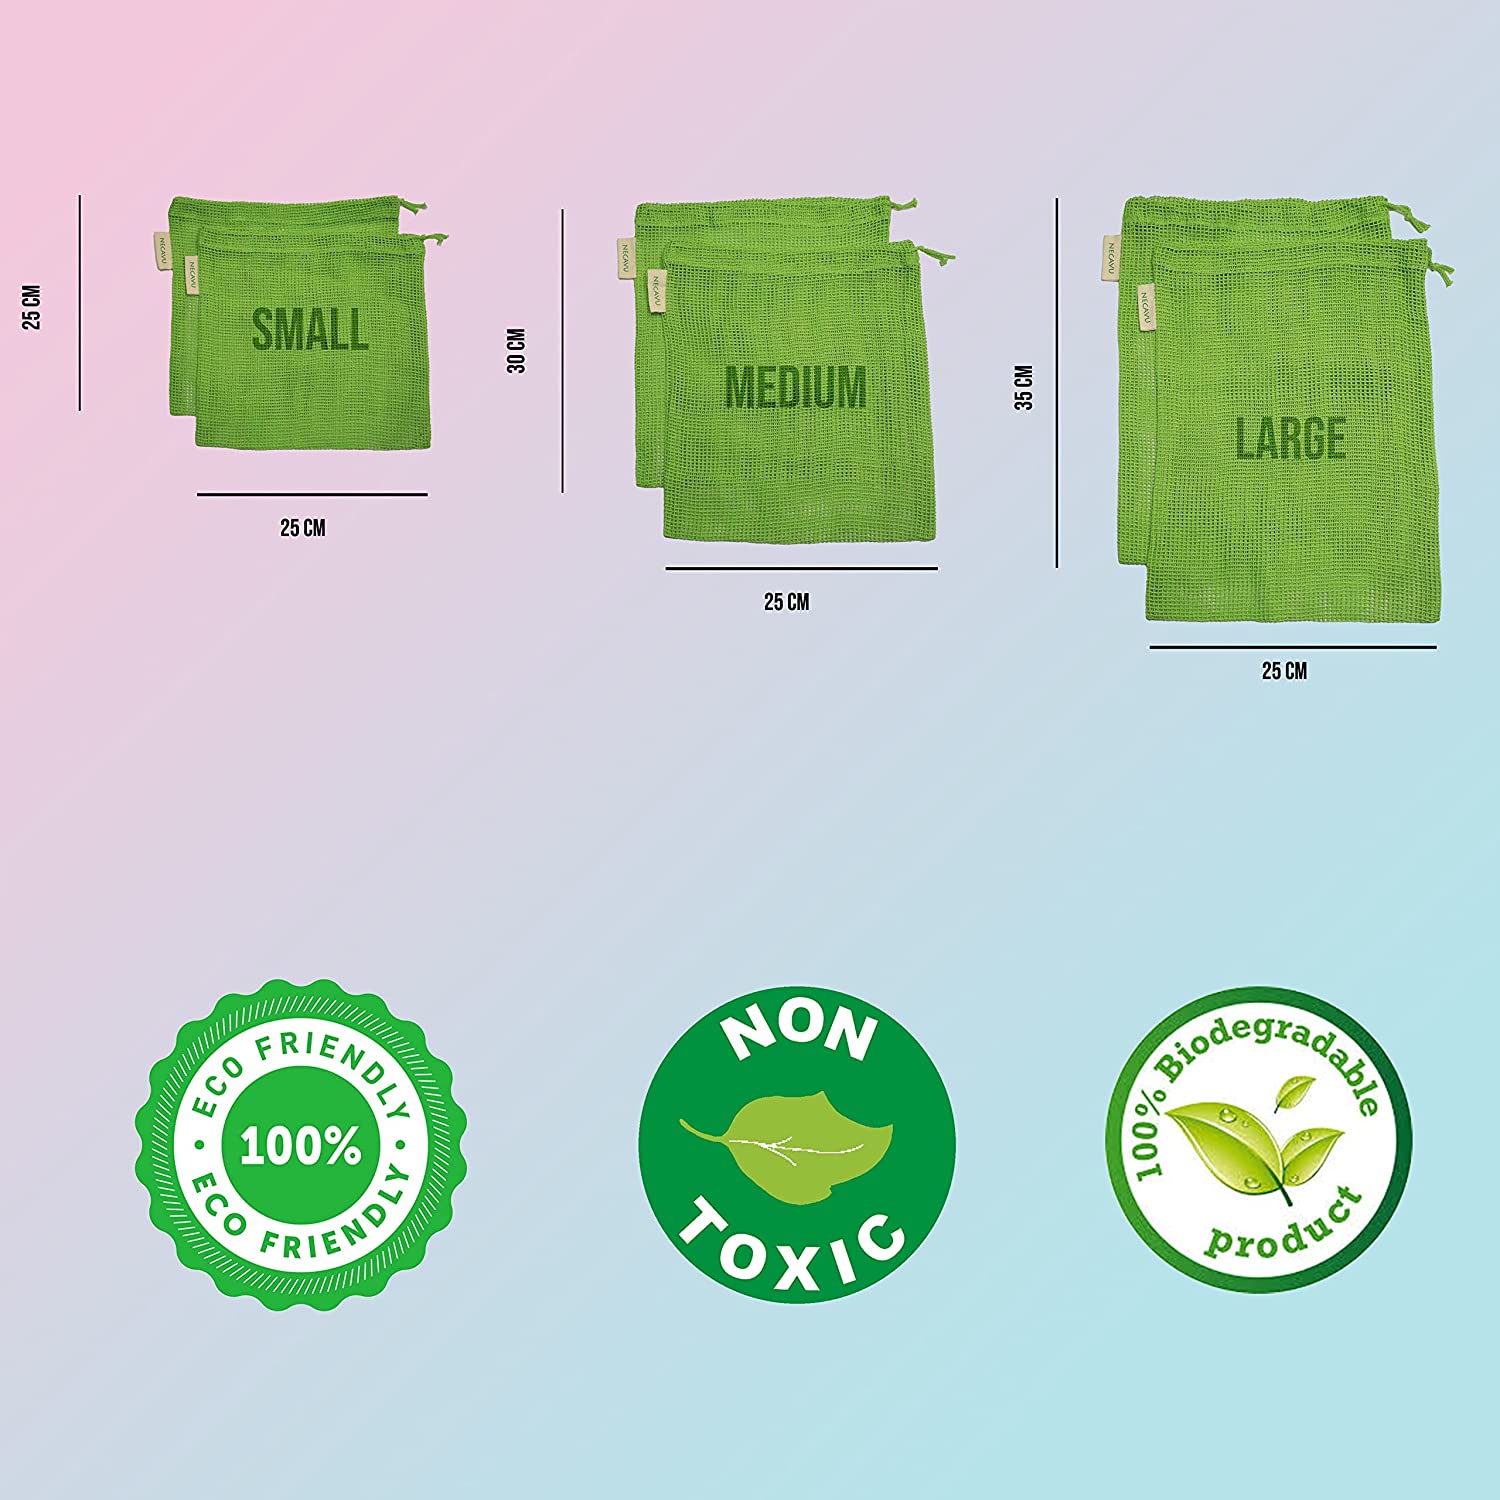 25 CM
NECAVU
NECAVU
SMALL
25 CM
30 CM
NECAVU
NECAVU
MEDIUM
25 CM
35 CM
NECAVU
NECAVU
LARGE
25 CM
ECO FRIENDLY
100%
ECO FRIENDLY
NON
TOXIC
100% Biodegradable
product